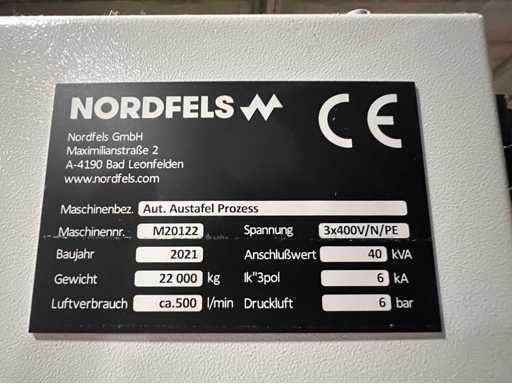 NORDFELS
CE
Nordfels GmbH
Maximilianstraße 2
A-4190 Bad Leonfelden
www.nordfels.com
Maschinenbez. Aut. Austafel Prozess
Maschinennr. M20122 Spannung 3x400V/N/PE
Baujahr 2021 Anschlußwert 40 kVA
Gewicht 22 000 kg Ik"3pol 6 kA
Luftverbrauch ca.500 l/min Druckluft 6 bar